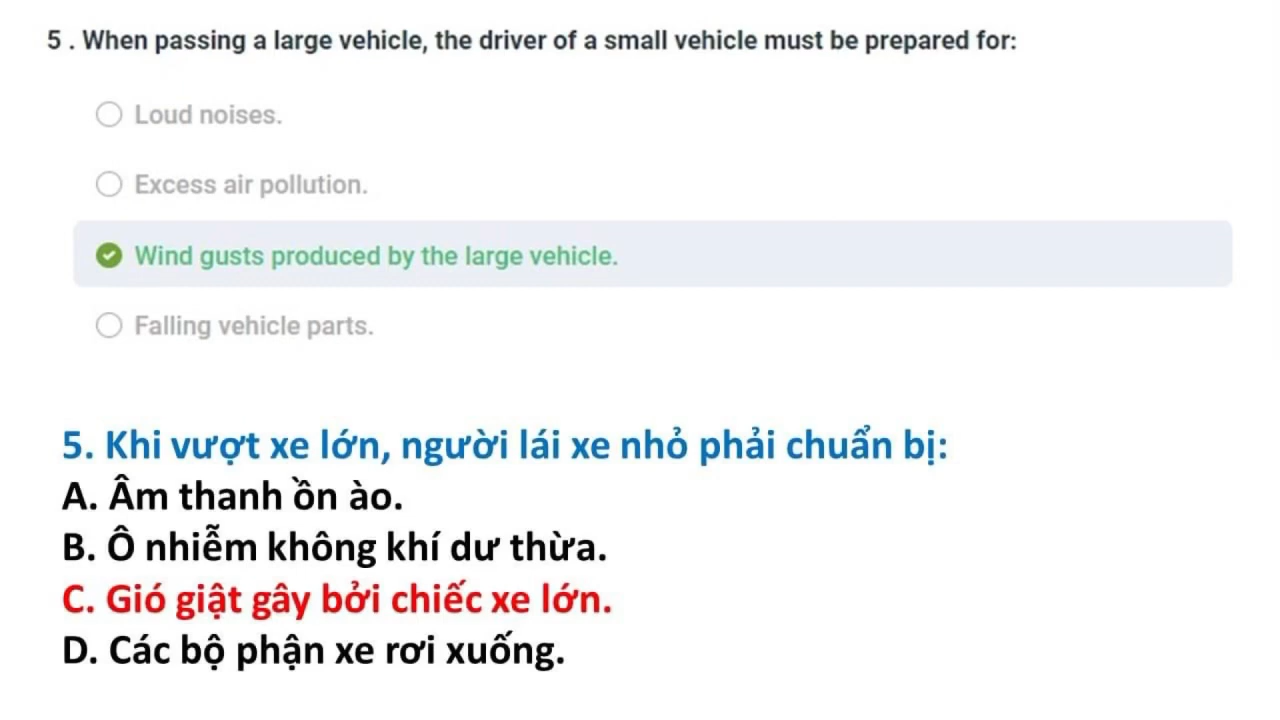 5 . When passing a large vehicle, the driver of a small vehicle must be prepared for:
Loud noises.
Excess air pollution.
Wind gusts produced by the large vehicle.
Falling vehicle parts.
5. Khi vượt xe lớn, người lái xe nhỏ phải chuẩn bị:
A. Âm thanh ồn ào.
B. Ô nhiễm không khí dư thừa.
C. Gió giật gây bởi chiếc xe lớn.
D. Các bộ phận xe rơi xuống.